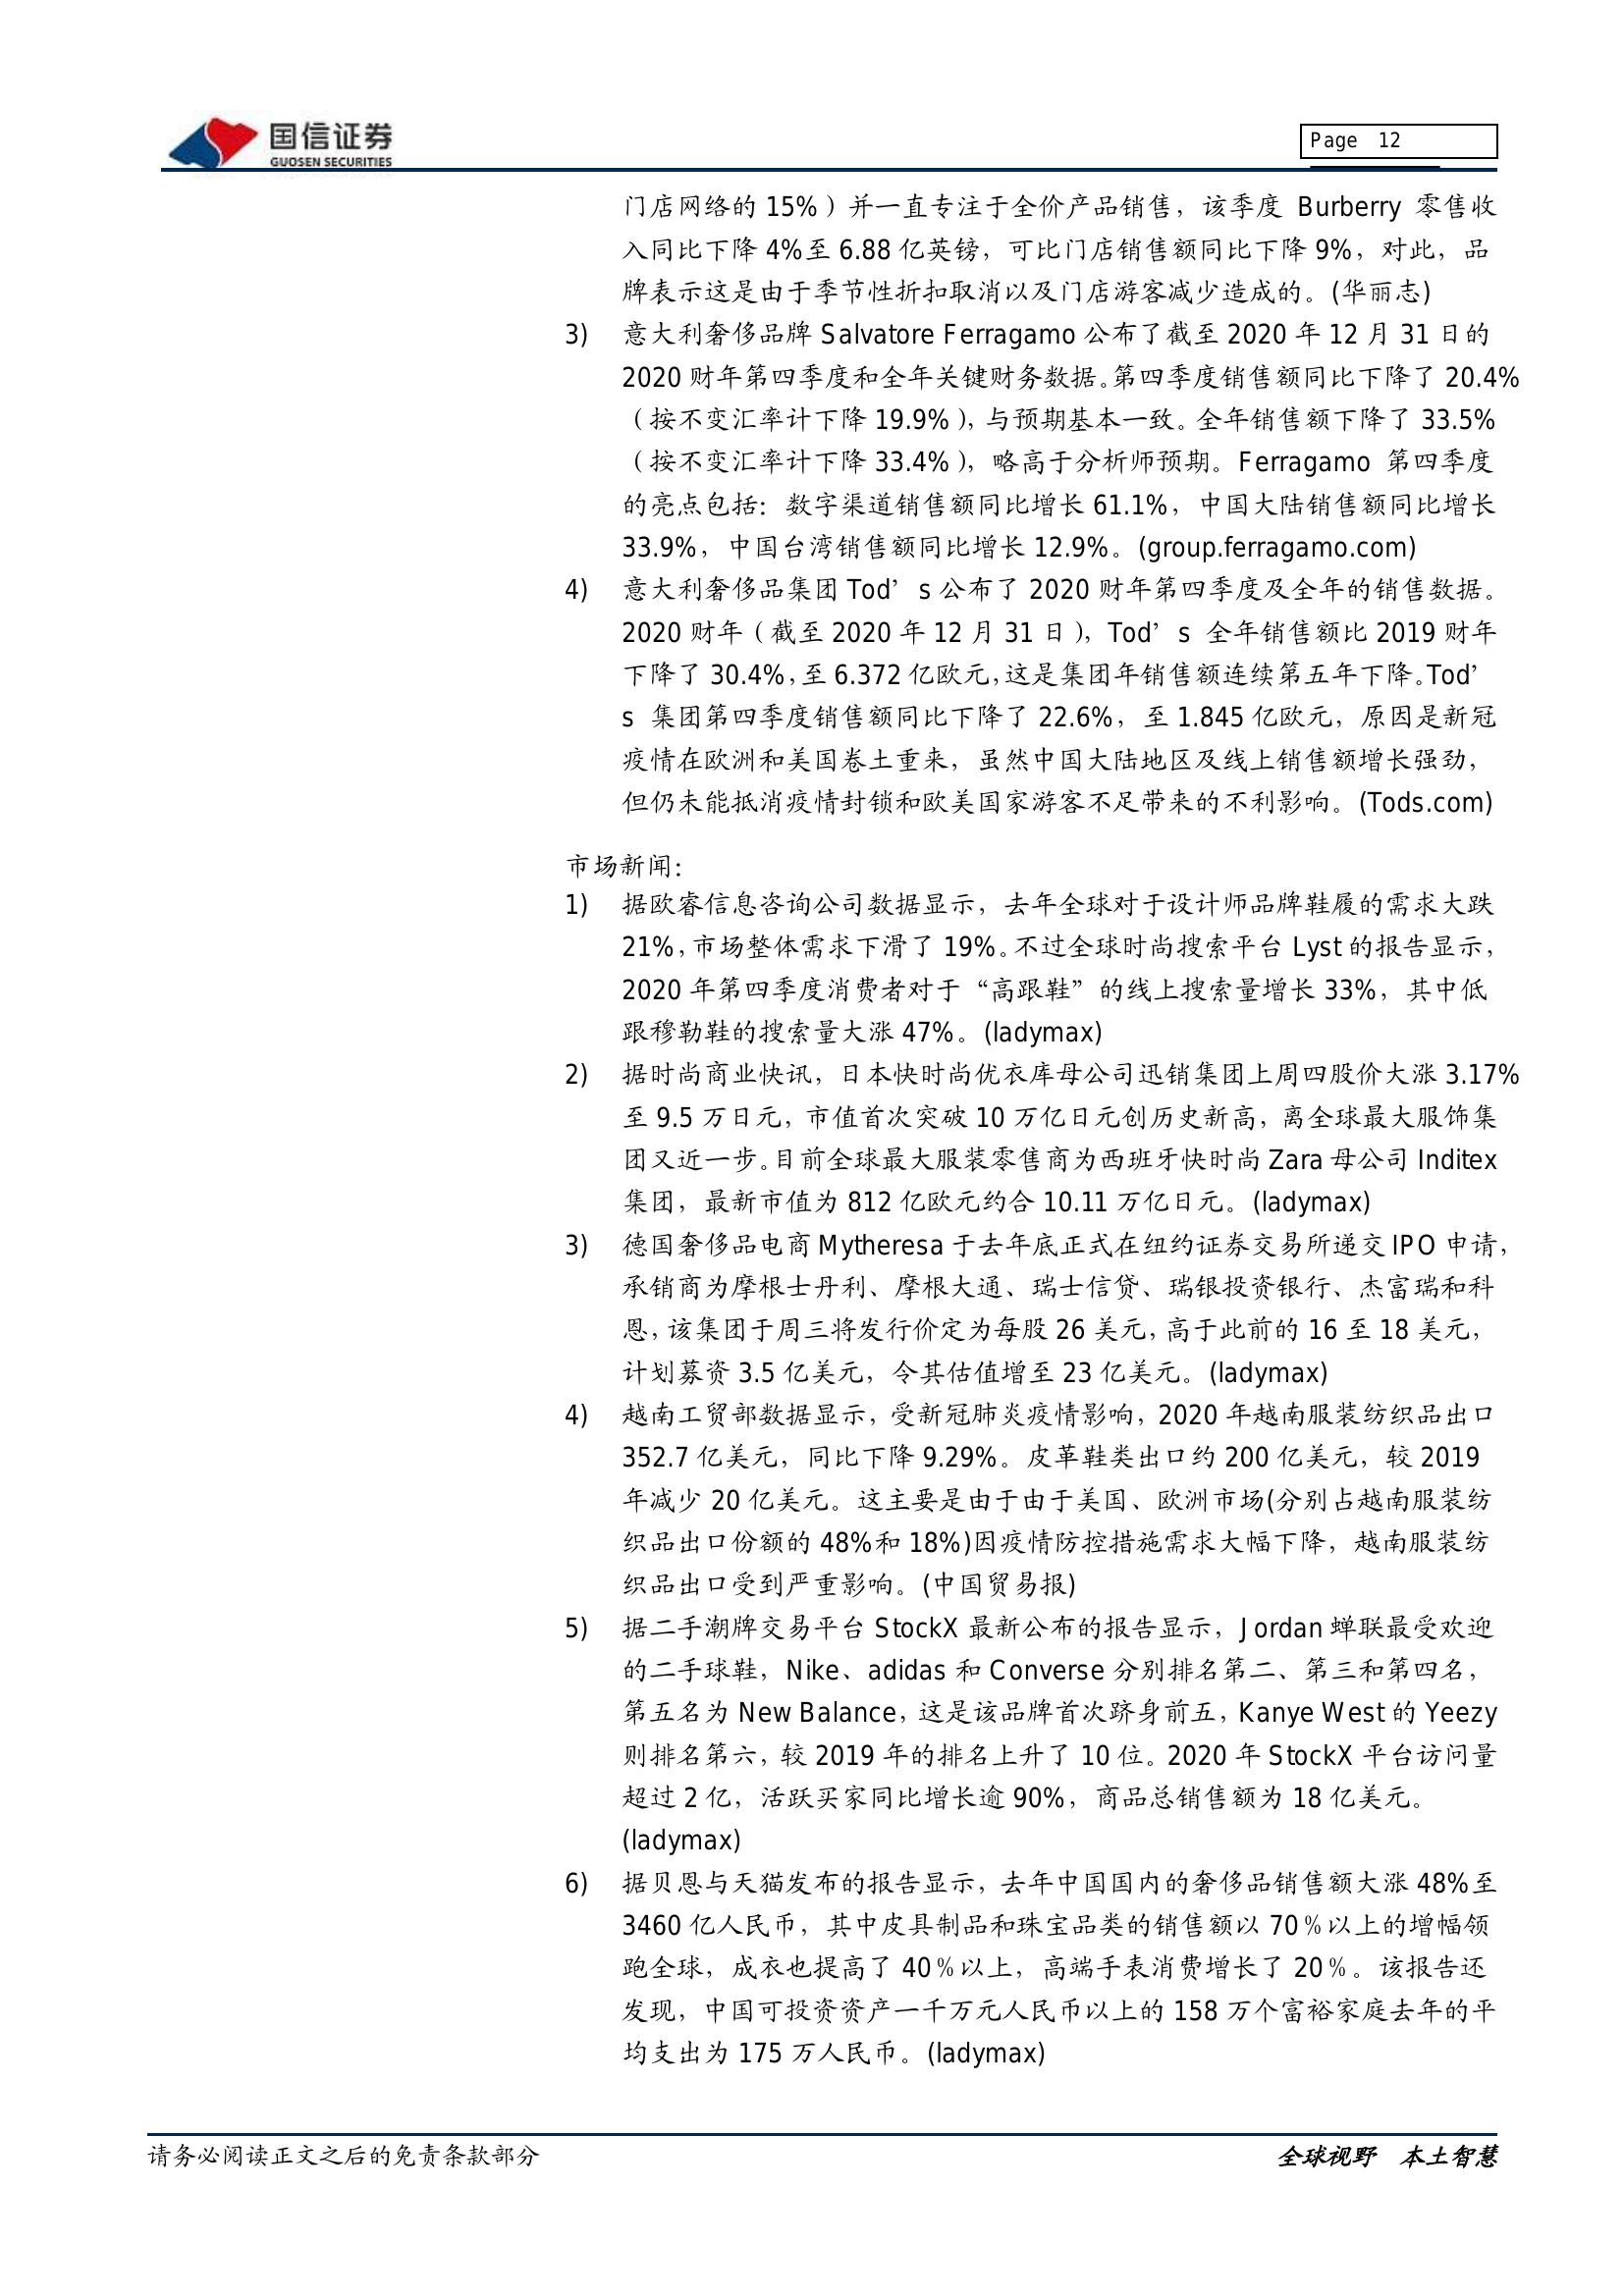 国信证券
GUOSEN SECURITIES
Page 12
门店网络的 15%）并一直专注于全价产品销售，该季度 Burberry 零售收
入同比下降 4%至 6.88 亿英镑，可比门店销售额同比下降 9%，对此，品
牌表示这是由于季节性折扣取消以及门店游客减少造成的。(华丽志)
3) 意大利奢侈品牌 Salvatore Ferragamo 公布了截至 2020 年 12 月 31 日的
2020 财年第四季度和全年关键财务数据。第四季度销售额同比下降了 20.4%
（按不变汇率计下降 19.9%），与预期基本一致。全年销售额下降了 33.5%
（按不变汇率计下降 33.4%），略高于分析师预期。Ferragamo 第四季度
的亮点包括：数字渠道销售额同比增长 61.1%，中国大陆销售额同比增长
33.9%，中国台湾销售额同比增长 12.9%。(group.ferragamo.com)
4) 意大利奢侈品集团 Tod’s 公布了 2020 财年第四季度及全年的销售数据。
2020 财年（截至 2020 年 12 月 31 日），Tod’s 全年销售额比 2019 财年
下降了 30.4%，至 6.372 亿欧元，这是集团年销售额连续第五年下降。Tod’
s 集团第四季度销售额同比下降了 22.6%，至 1.845 亿欧元，原因是新冠
疫情在欧洲和美国卷土重来，虽然中国大陆地区及线上销售额增长强劲，
但仍未能抵消疫情封锁和欧美国家游客不足带来的不利影响。(Tods.com)
市场新闻：
1) 据欧睿信息咨询公司数据显示，去年全球对于设计师品牌鞋履的需求大跌
21%，市场整体需求下滑了 19%。不过全球时尚搜索平台 Lyst 的报告显示，
2020 年第四季度消费者对于“高跟鞋”的线上搜索量增长 33%，其中低
跟穆勒鞋的搜索量大涨 47%。(ladymax)
2) 据时尚商业快讯，日本快时尚优衣库母公司迅销集团上周四股价大涨 3.17%
至 9.5 万日元，市值首次突破 10 万亿日元创历史新高，离全球最大服饰集
团又近一步。目前全球最大服装零售商为西班牙快时尚 Zara 母公司 Inditex
集团，最新市值为 812 亿欧元约合 10.11 万亿日元。(ladymax)
3) 德国奢侈品电商 Mytheresa 于去年底正式在纽约证券交易所递交 IPO 申请，
承销商为摩根士丹利、摩根大通、瑞士信贷、瑞银投资银行、杰富瑞和科
恩，该集团于周三将发行价定为每股 26 美元，高于此前的 16 至 18 美元，
计划募资 3.5 亿美元，令其估值增至 23 亿美元。(ladymax)
4) 越南工贸部数据显示，受新冠肺炎疫情影响，2020 年越南服装纺织品出口
352.7 亿美元，同比下降 9.29%。皮革鞋类出口约 200 亿美元，较 2019
年减少 20 亿美元。这主要是由于由于美国、欧洲市场(分别占越南服装纺
织品出口份额的 48%和 18%)因疫情防控措施需求大幅下降，越南服装纺
织品出口受到严重影响。(中国贸易报)
5) 据二手潮牌交易平台 StockX 最新公布的报告显示，Jordan 蝉联最受欢迎
的二手球鞋，Nike、adidas 和 Converse 分别排名第二、第三和第四名，
第五名为 New Balance，这是该品牌首次跻身前五，Kanye West 的 Yeezy
则排名第六，较 2019 年的排名上升了 10 位。2020 年 StockX 平台访问量
超过 2 亿，活跃买家同比增长逾 90%，商品总销售额为 18 亿美元。
(ladymax)
6) 据贝恩与天猫发布的报告显示，去年中国国内的奢侈品销售额大涨 48%至
3460 亿人民币，其中皮具制品和珠宝品类的销售额以 70％以上的增幅领
跑全球，成衣也提高了 40％以上，高端手表消费增长了 20％。该报告还
发现，中国可投资资产一千万元人民币以上的 158 万个富裕家庭去年的平
均支出为 175 万人民币。(ladymax)
请务必阅读正文之后的免责条款部分
全球视野 本土智慧